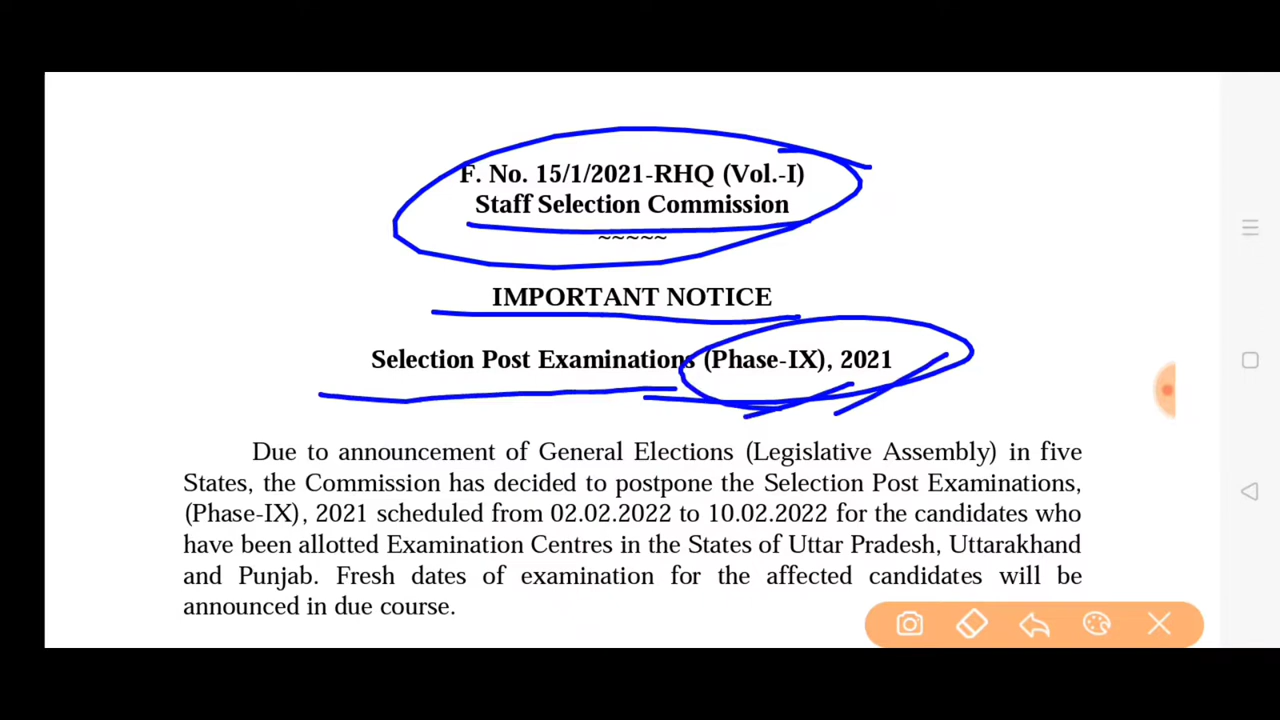 F. No. 15/1/2021-RHQ (Vol.-I)
Staff Selection Commission
~~~~~
IMPORTANT NOTICE
Selection Post Examinations (Phase-IX), 2021
Due to announcement of General Elections (Legislative Assembly) in five
States, the Commission has decided to postpone the Selection Post Examinations,
(Phase-IX), 2021 scheduled from 02.02.2022 to 10.02.2022 for the candidates who
have been allotted Examination Centres in the States of Uttar Pradesh, Uttarakhand
and Punjab. Fresh dates of examination for the affected candidates will be
announced in due course.